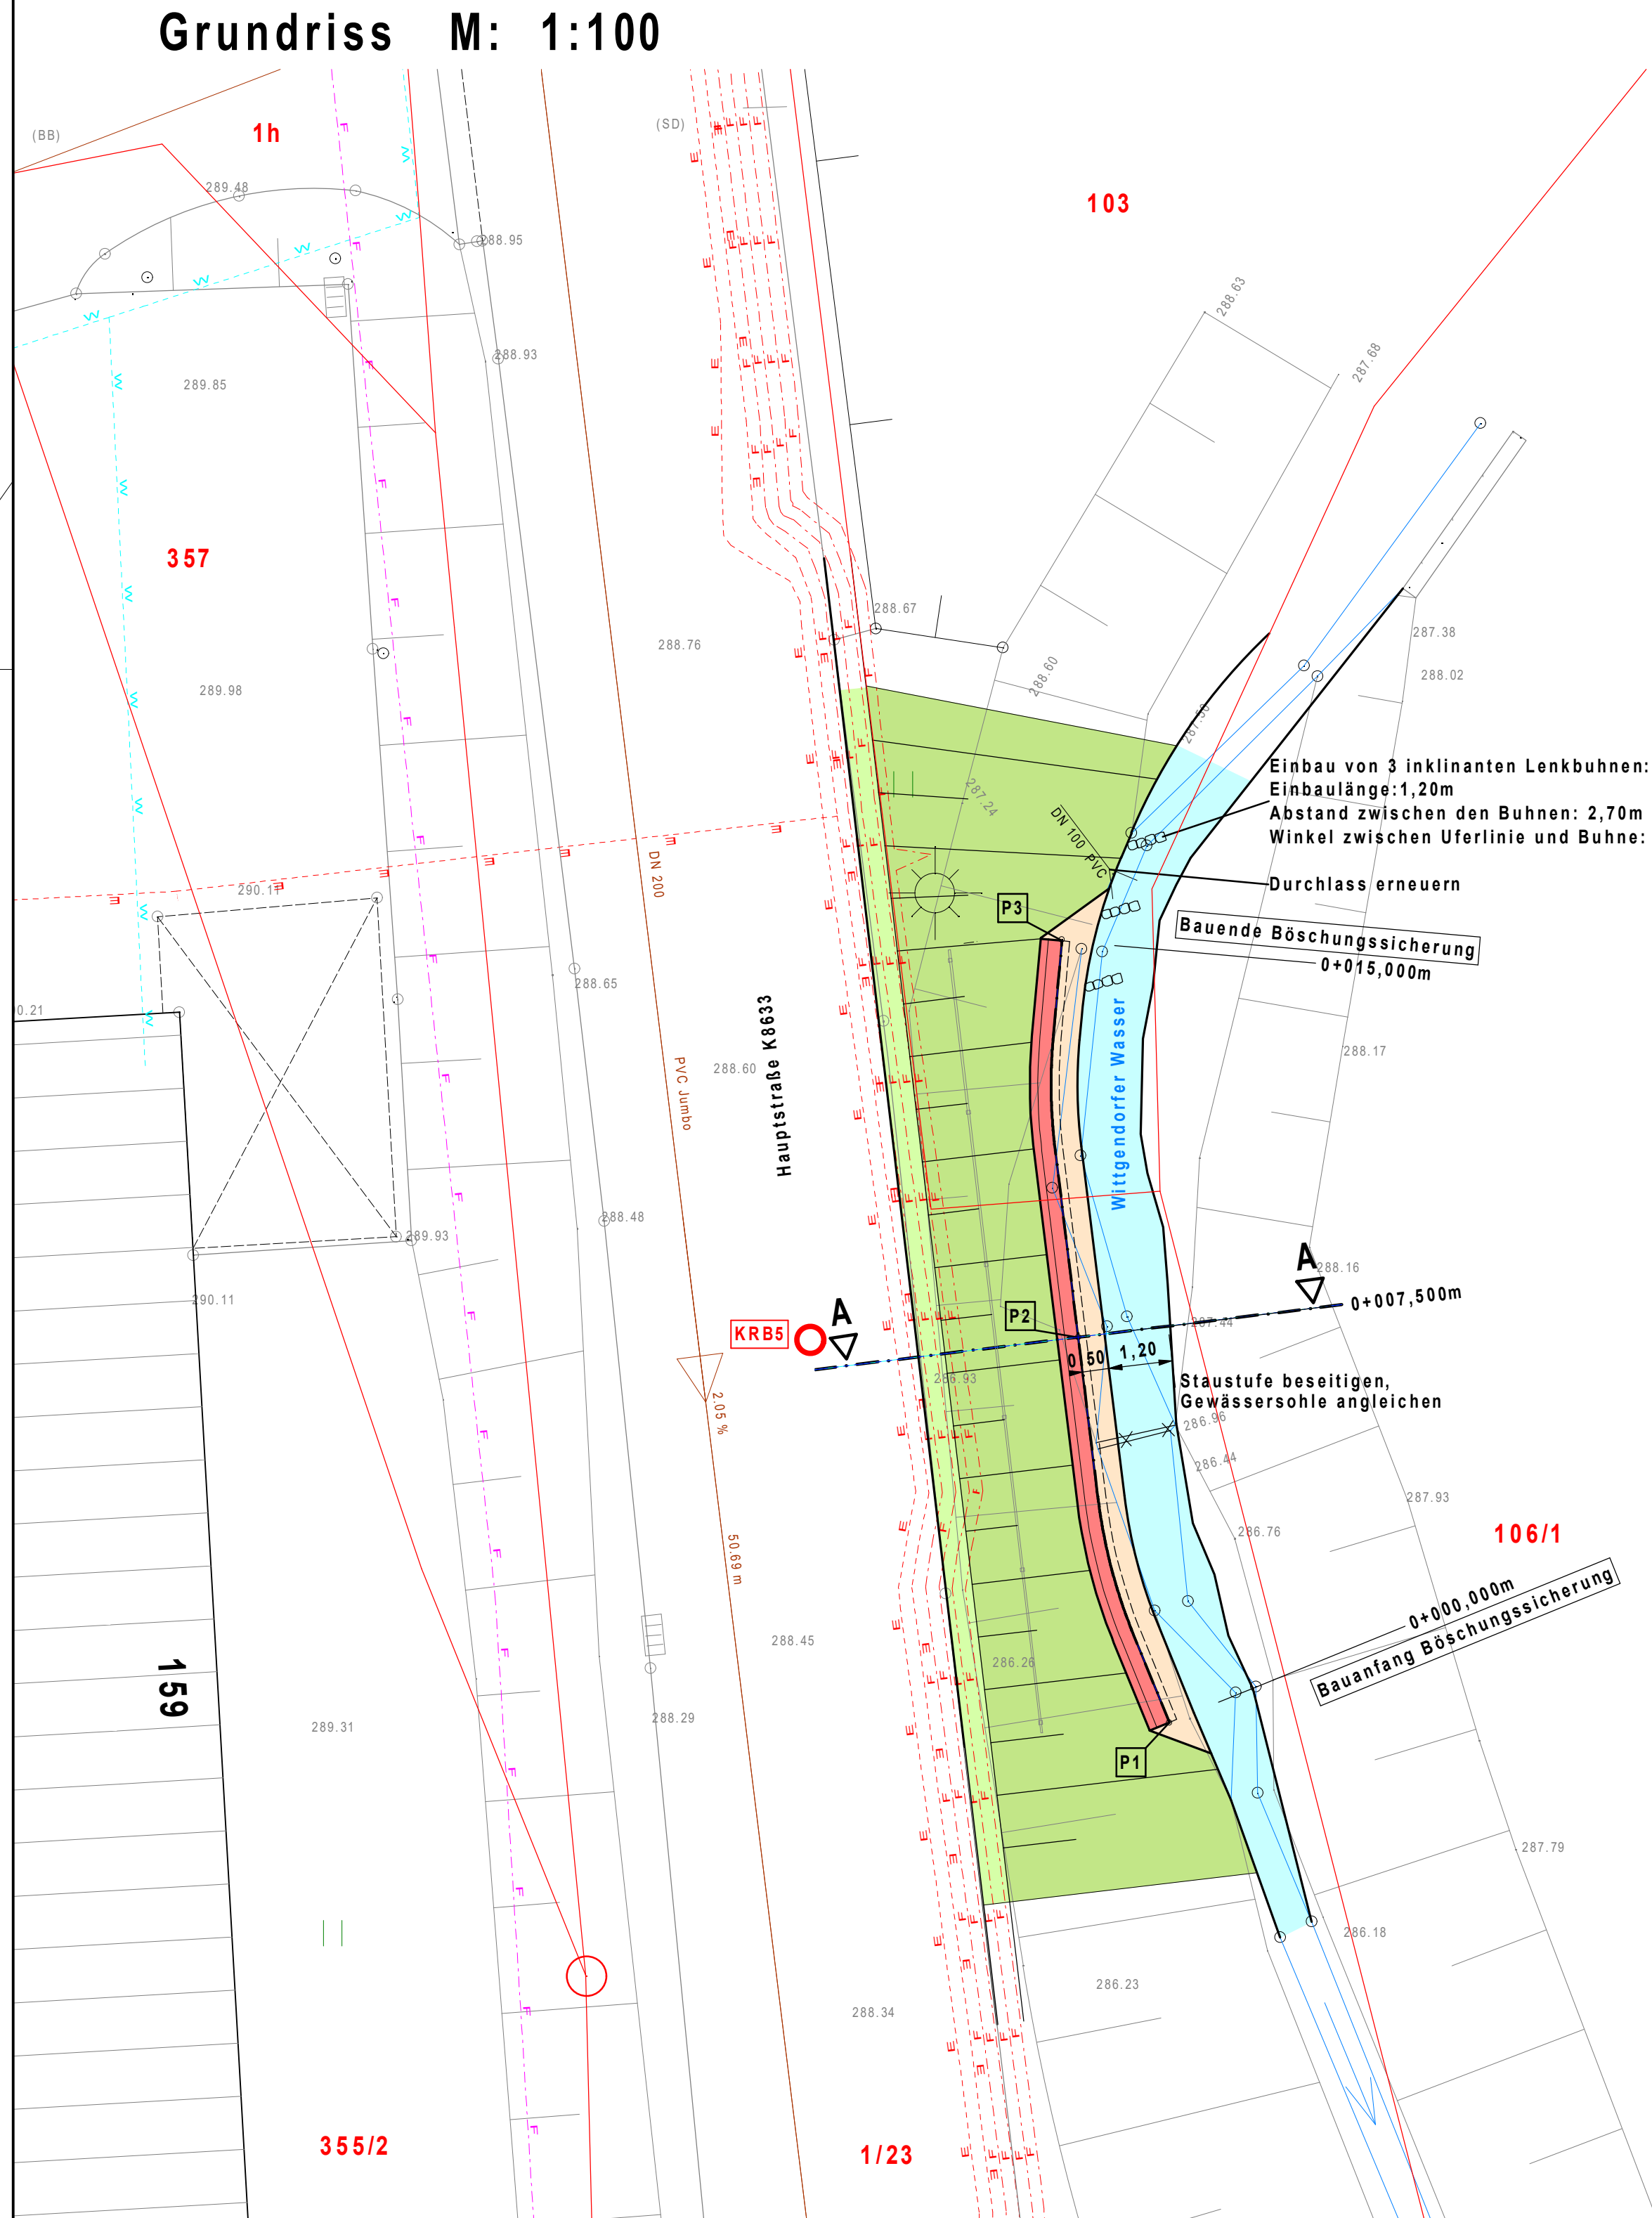 Grundriss M: 1:100
(BB)
1h
(SD)
289.48
103
288.95
288.63
288.93
287.68
289.85
357
288.67
287.38
288.76
288.60
288.02
289.98
287.50
Einbau von 3 inklinanten Lenkbuhnen:
Einbaulänge:1,20m
Abstand zwischen den Buhnen: 2,70m
Winkel zwischen Uferlinie und Buhne:
287.24
DN 100 PVC
DN 200
Durchlass erneuern
290.11
P3
Bauende Böschungssicherung
0+015,000m
288.65
0.21
Hauptstraße K8633
Wittgendorfer Wasser
288.17
288.60
PVC Jumbo
288.48
289.93
A
288.16
290.11
0+007,500m
A
P2
KRB5
287.44
0,50
1,20
286.93
Staustufe beseitigen,
Gewässersohle angleichen
2.05 %
286.96
286.44
287.93
286.76
106/1
50.69 m
0+000,000m
Bauanfang Böschungssicherung
288.45
286.26
159
289.31
288.29
P1
287.79
286.18
286.23
288.34
355/2
1/23